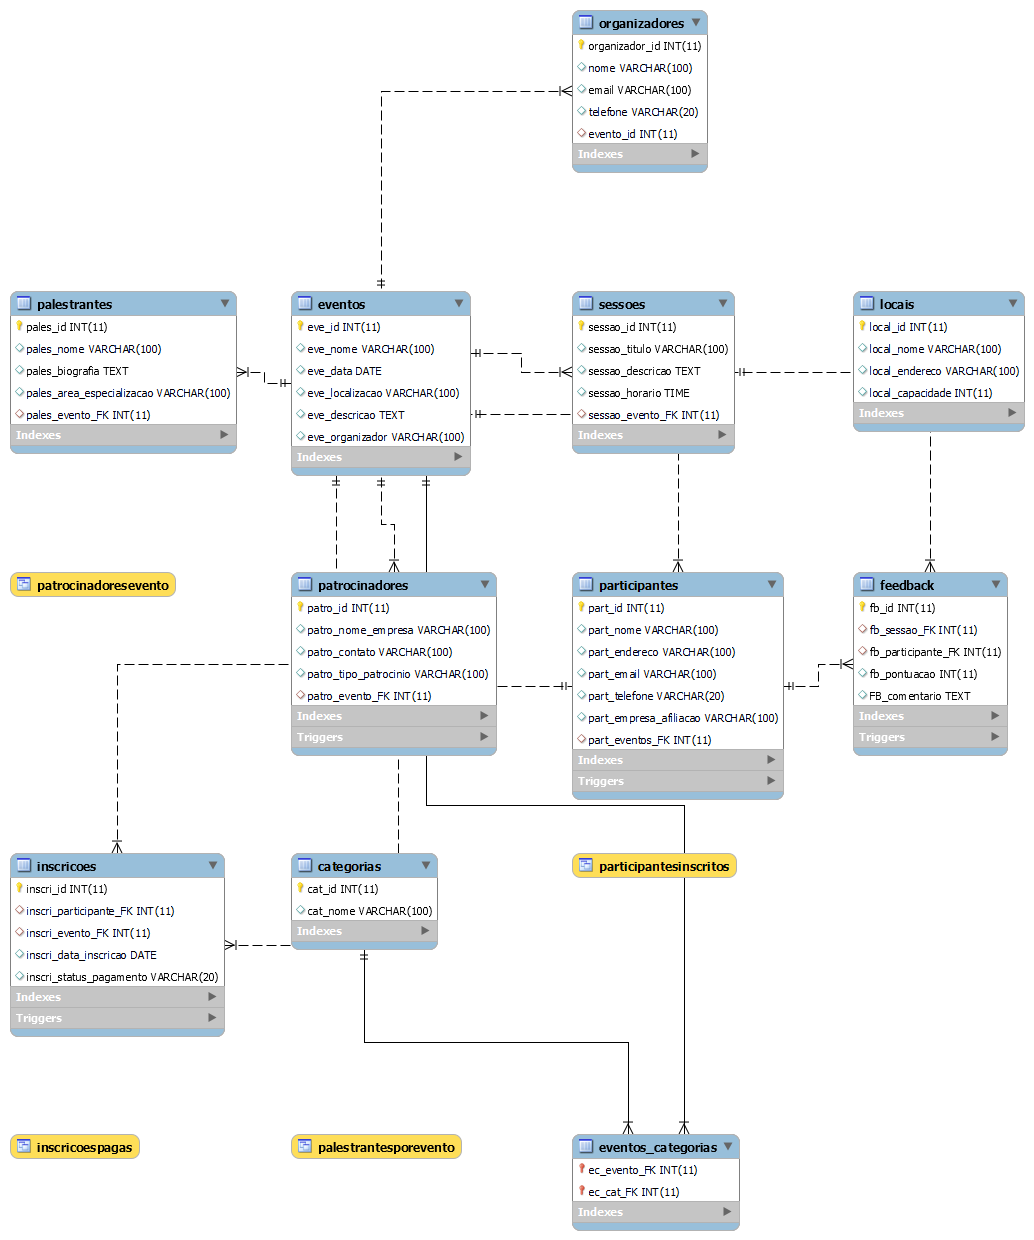 organizadores
organizador_id INT(11)
nome VARCHAR(100)
email VARCHAR(100)
telefone VARCHAR(20)
evento_id INT(11)
Indexes
palestrantes
pales_id INT(11)
pales_nome VARCHAR(100)
pales_biografia TEXT
pales_area_especializacao VARCHAR(100)
pales_evento_FK INT(11)
Indexes
eventos
eve_id INT(11)
eve_nome VARCHAR(100)
eve_data DATE
eve_localizacao VARCHAR(100)
eve_descricao TEXT
eve_organizador VARCHAR(100)
Indexes
sessoes
sessao_id INT(11)
sessao_titulo VARCHAR(100)
sessao_descricao TEXT
sessao_horario TIME
sessao_evento_FK INT(11)
Indexes
locais
local_id INT(11)
local_nome VARCHAR(100)
local_endereco VARCHAR(100)
local_capacidade INT(11)
Indexes
patrocinadoresevento
patrocinadores
patro_id INT(11)
patro_nome_empresa VARCHAR(100)
patro_contato VARCHAR(100)
patro_tipo_patrocinio VARCHAR(100)
patro_evento_FK INT(11)
Indexes
Triggers
participantes
part_id INT(11)
part_nome VARCHAR(100)
part_endereco VARCHAR(100)
part_email VARCHAR(100)
part_telefone VARCHAR(20)
part_empresa_afiliacao VARCHAR(100)
part_eventos_FK INT(11)
Indexes
Triggers
feedback
fb_id INT(11)
fb_sessao_FK INT(11)
fb_participante_FK INT(11)
fb_pontuacao INT(11)
FB_comentario TEXT
Indexes
Triggers
inscricoes
inscri_id INT(11)
inscri_participante_FK INT(11)
inscri_evento_FK INT(11)
inscri_data_inscricao DATE
inscri_status_pagamento VARCHAR(20)
Indexes
Triggers
categorias
cat_id INT(11)
cat_nome VARCHAR(100)
Indexes
participantesinscritos
inscricoespagas
palestrantesporevento
eventos_categorias
ec_evento_FK INT(11)
ec_cat_FK INT(11)
Indexes